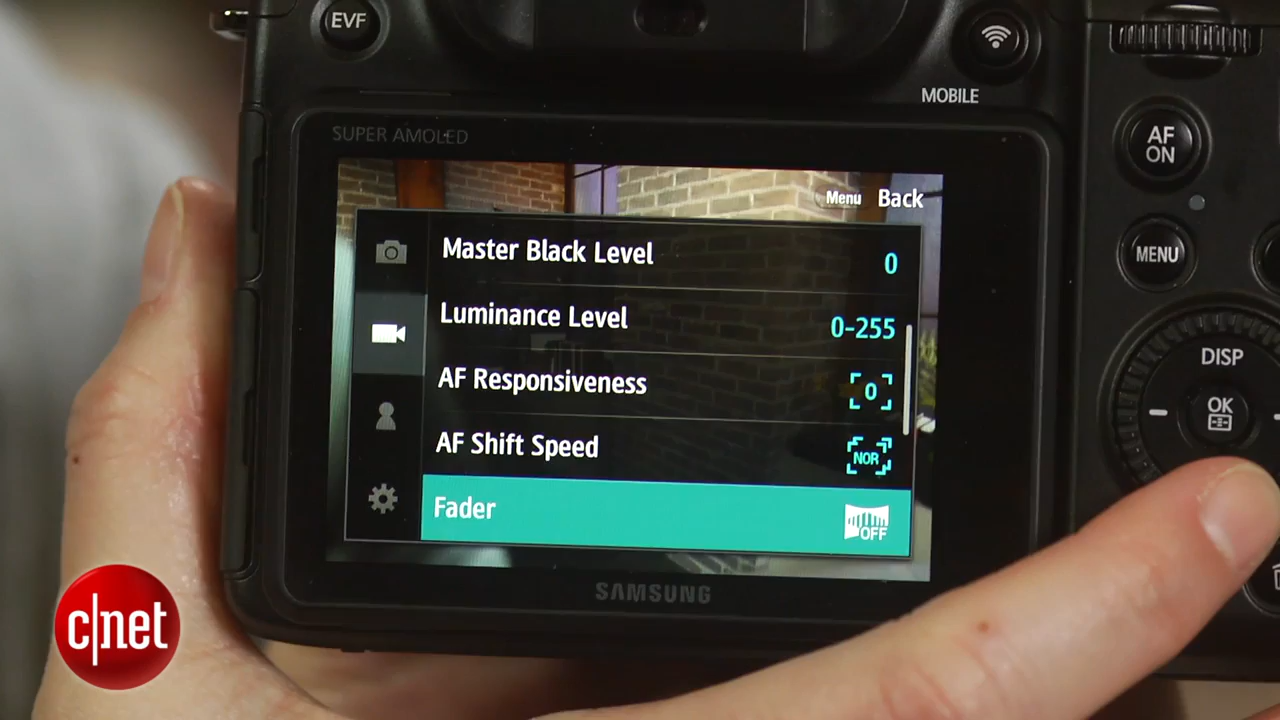 EVF
MOBILE
SUPER AMOLED
AF
ON
Menu Back
Master Black Level 0
MENU
Luminance Level 0-255
DISP
AF Responsiveness 0
OK
AF Shift Speed NOR
Fader OFF
SAMSUNG
c|net